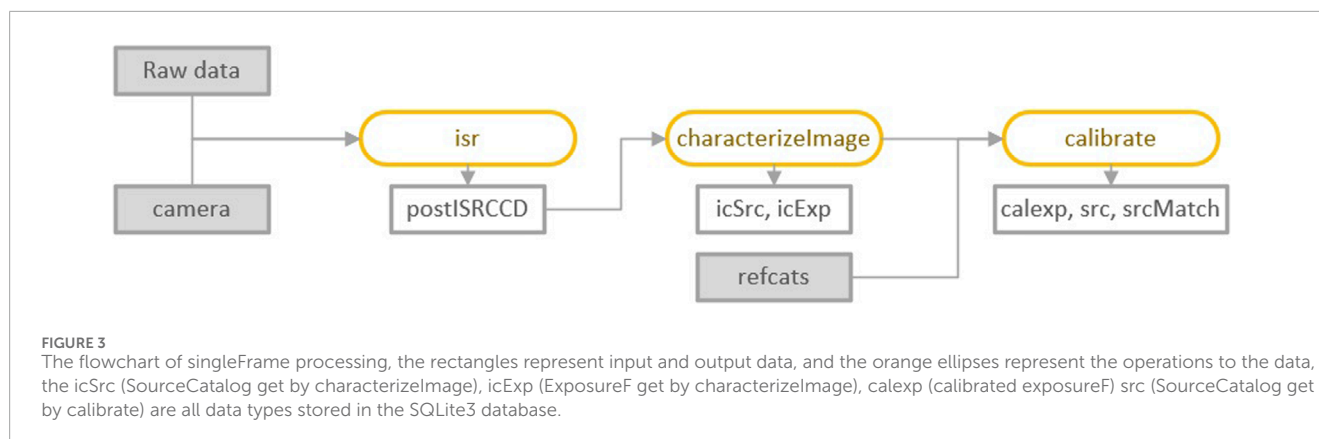 Raw data
isr
characterizeImage
calibrate
camera
postISRCCD
icSrc, icExp
calexp, src, srcMatch
refcats
FIGURE 3
The flowchart of singleFrame processing, the rectangles represent input and output data, and the orange ellipses represent the operations to the data,
the icSrc (SourceCatalog get by characterizeImage), icExp (ExposureF get by characterizeImage), calexp (calibrated exposureF) src (SourceCatalog get
by calibrate) are all data types stored in the SQLite3 database.